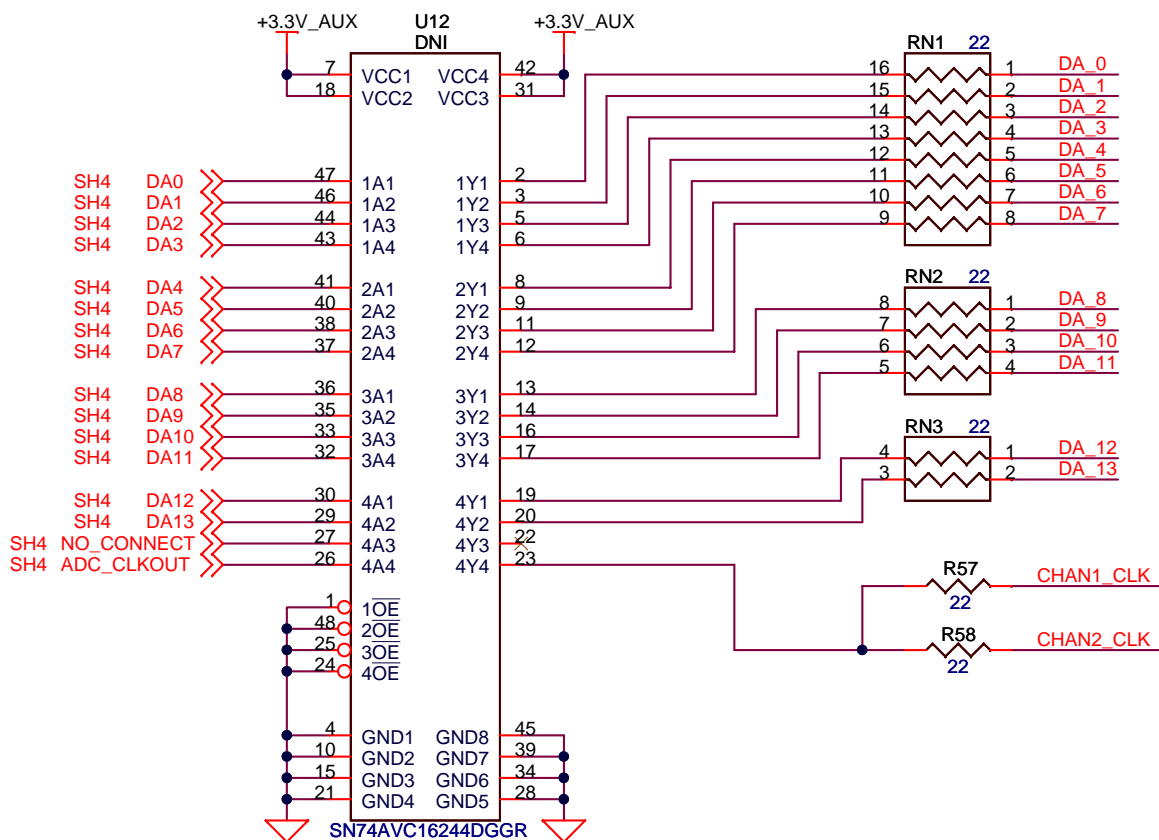 +3.3V_AUX U12 +3.3V_AUX
DNI
RN1 22
7 VCC1 VCC4 42 16 1 DA_0
18 VCC2 VCC3 31 15 2 DA_1
14 3 DA_2
13 4 DA_3
12 5 DA_4
SH4 DA0 47 1A1 1Y1 2 11 6 DA_5
SH4 DA1 46 1A2 1Y2 3 10 7 DA_6
SH4 DA2 44 1A3 1Y3 5 9 8 DA_7
SH4 DA3 43 1A4 1Y4 6
RN2 22
SH4 DA4 41 2A1 2Y1 8
SH4 DA5 40 2A2 2Y2 9 8 1 DA_8
SH4 DA6 38 2A3 2Y3 11 7 2 DA_9
SH4 DA7 37 2A4 2Y4 12 6 3 DA_10
5 4 DA_11
SH4 DA8 36 3A1 3Y1 13
SH4 DA9 35 3A2 3Y2 14
RN3 22
SH4 DA10 33 3A3 3Y3 16
SH4 DA11 32 3A4 3Y4 17 4 1 DA_12
3 2 DA_13
SH4 DA12 30 4A1 4Y1 19
SH4 DA13 29 4A2 4Y2 20
SH4 NO_CONNECT 27 4A3 4Y3 22
SH4 ADC_CLKOUT 26 4A4 4Y4 23
R57 CHAN1_CLK
22
1 1OE
48 2OE
25 3OE R58 CHAN2_CLK
24 4OE 22
4 GND1 GND8 45
10 GND2 GND7 39
15 GND3 GND6 34
21 GND4 GND5 28
SN74AVC16244DGGR